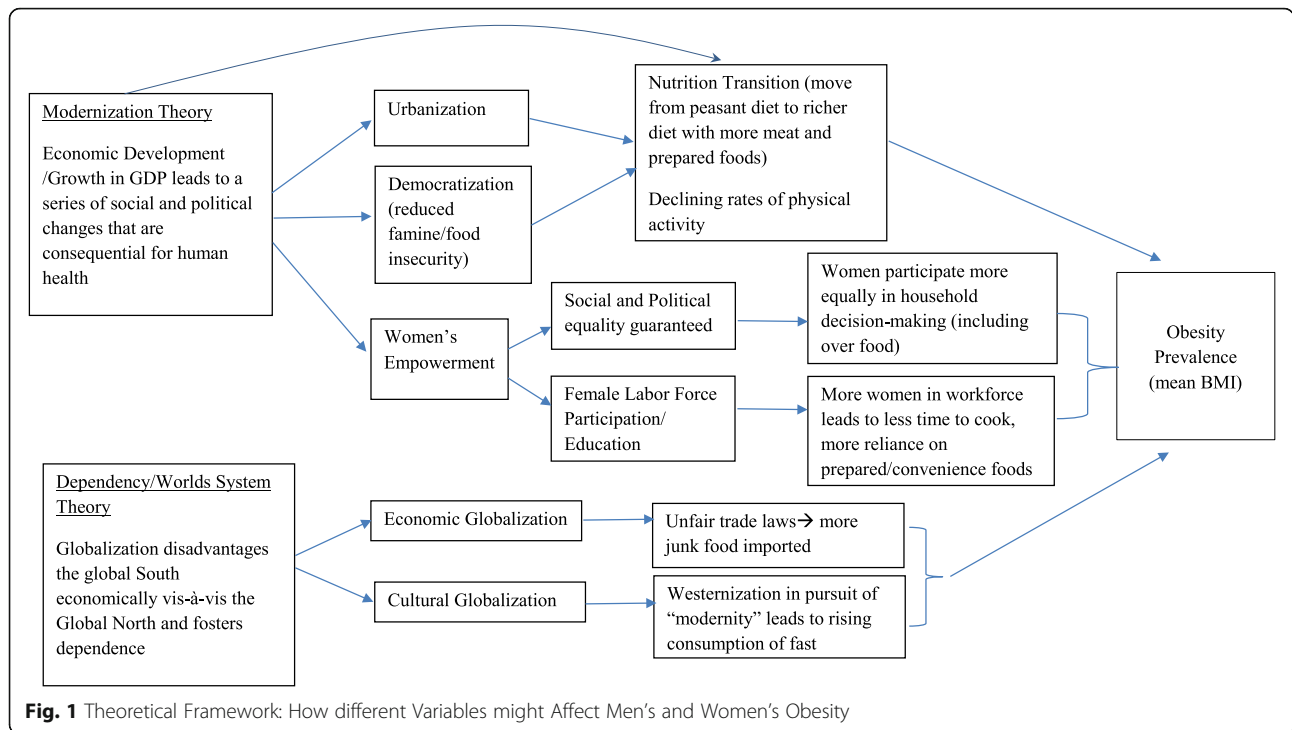 Modernization Theory
Economic Development
/Growth in GDP leads to a
series of social and political
changes that are
consequential for human
health
Urbanization
Democratization
(reduced
famine/food
insecurity)
Women's
Empowerment
Nutrition Transition (move
from peasant diet to richer
diet with more meat and
prepared foods)
Declining rates of physical
activity
Social and Political
equality guaranteed
Female Labor Force
Participation/
Education
Women participate more
equally in household
decision-making (including
over food)
More women in workforce
leads to less time to cook,
more reliance on
prepared/convenience foods
Obesity
Prevalence
(mean BMI)
Dependency/Worlds System
Theory
Globalization disadvantages
the global South
economically vis-à-vis the
Global North and fosters
dependence
Economic Globalization
Cultural Globalization
Unfair trade laws→ more
junk food imported
Westernization in pursuit of
“modernity” leads to rising
consumption of fast
Fig. 1 Theoretical Framework: How different Variables might Affect Men's and Women's Obesity